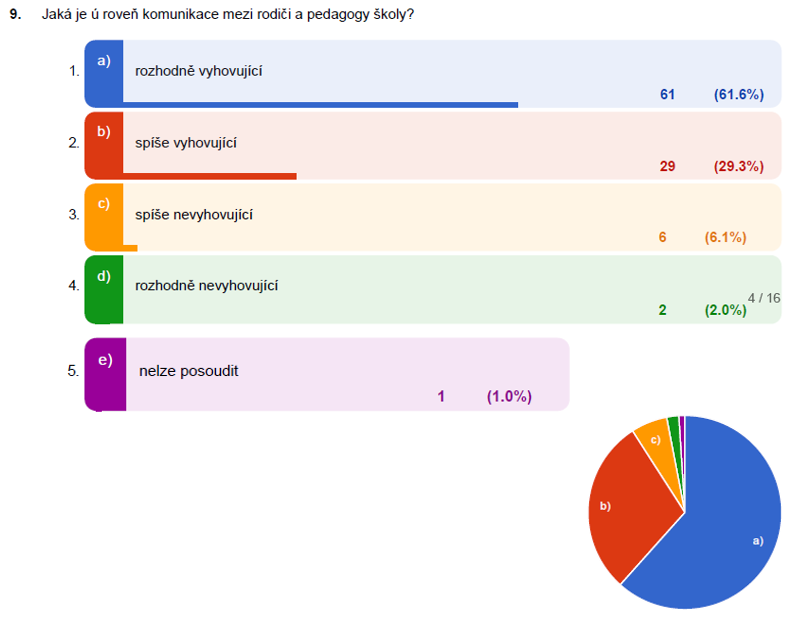 9. Jaká je ú roveň komunikace mezi rodiči a pedagogy školy?
1. a) rozhodně vyhovující
61 (61.6%)
2. b) spíše vyhovující
29 (29.3%)
3. c) spíše nevyhovující
6 (6.1%)
4. d) rozhodně nevyhovující
4 / 16
2 (2.0%)
5. e) nelze posoudit
1 (1.0%)
c)
b)
a)